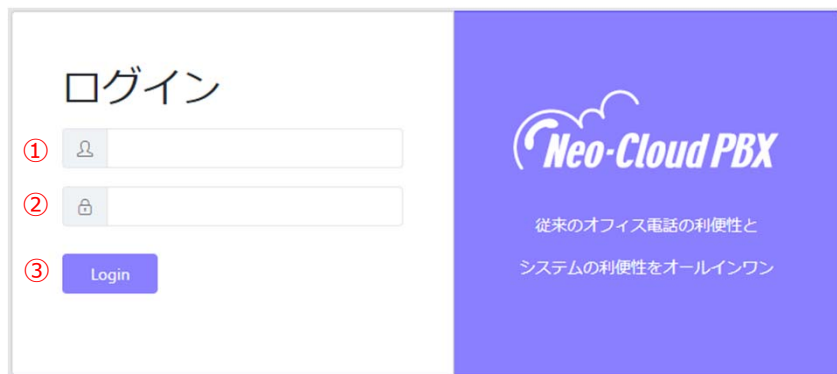 ログイン
①
②
③ Login
Neo-Cloud PBX
従来のオフィス電話の利便性と
システムの利便性をオールインワン